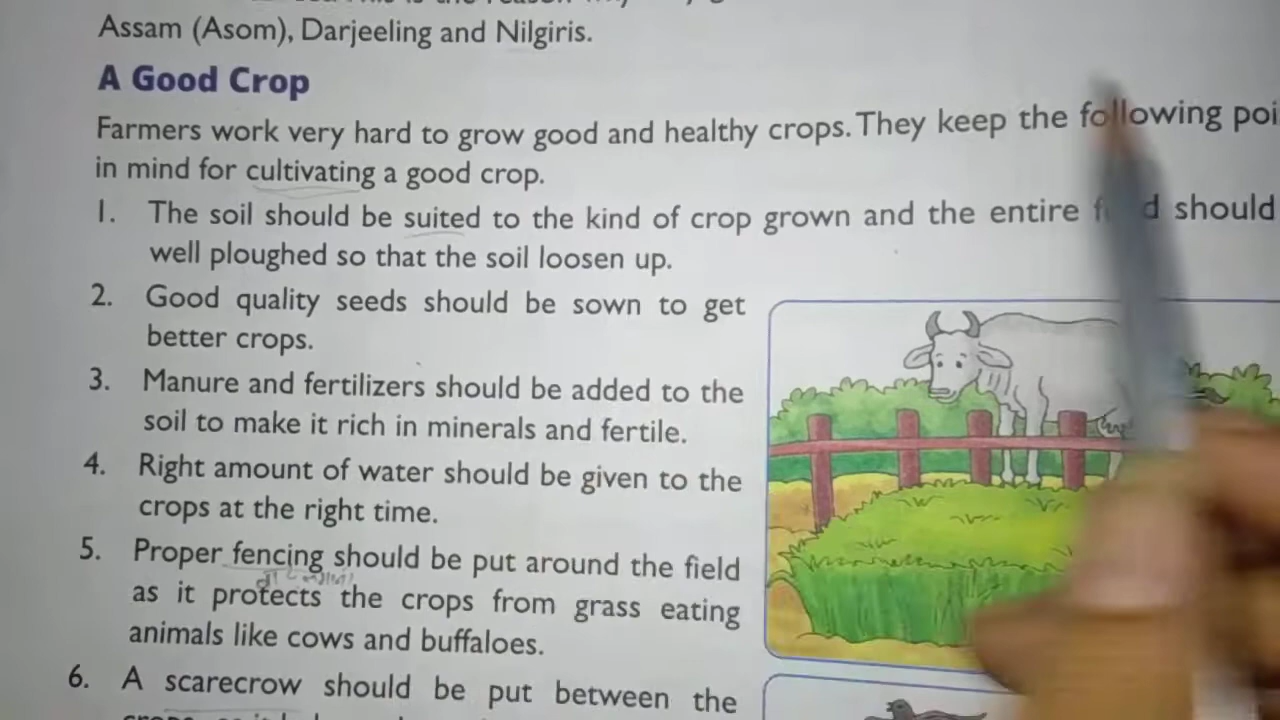 Assam (Asom), Darjeeling and Nilgiris.
A Good Crop
Farmers work very hard to grow good and healthy crops. They keep the following
in mind for cultivating a good crop.
1. The soil should be suited to the kind of crop grown and the entire should
well ploughed so that the soil loosen up.
2. Good quality seeds should be sown to get
better crops.
3. Manure and fertilizers should be added to the
soil to make it rich in minerals and fertile.
4. Right amount of water should be given to the
crops at the right time.
5. Proper fencing should be put around the field
as it protects the crops from grass eating
animals like cows and buffaloes.
6. A scarecrow should be put between the